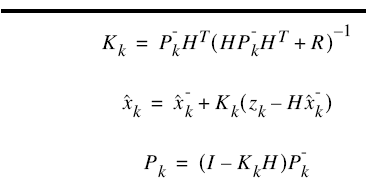 K_k = P_k^- H^T (H P_k^- H^T + R)^{-1}
x̂_k = x̂_k^- + K_k (z_k – H x̂_k^-)
P_k = (I – K_k H) P_k^-